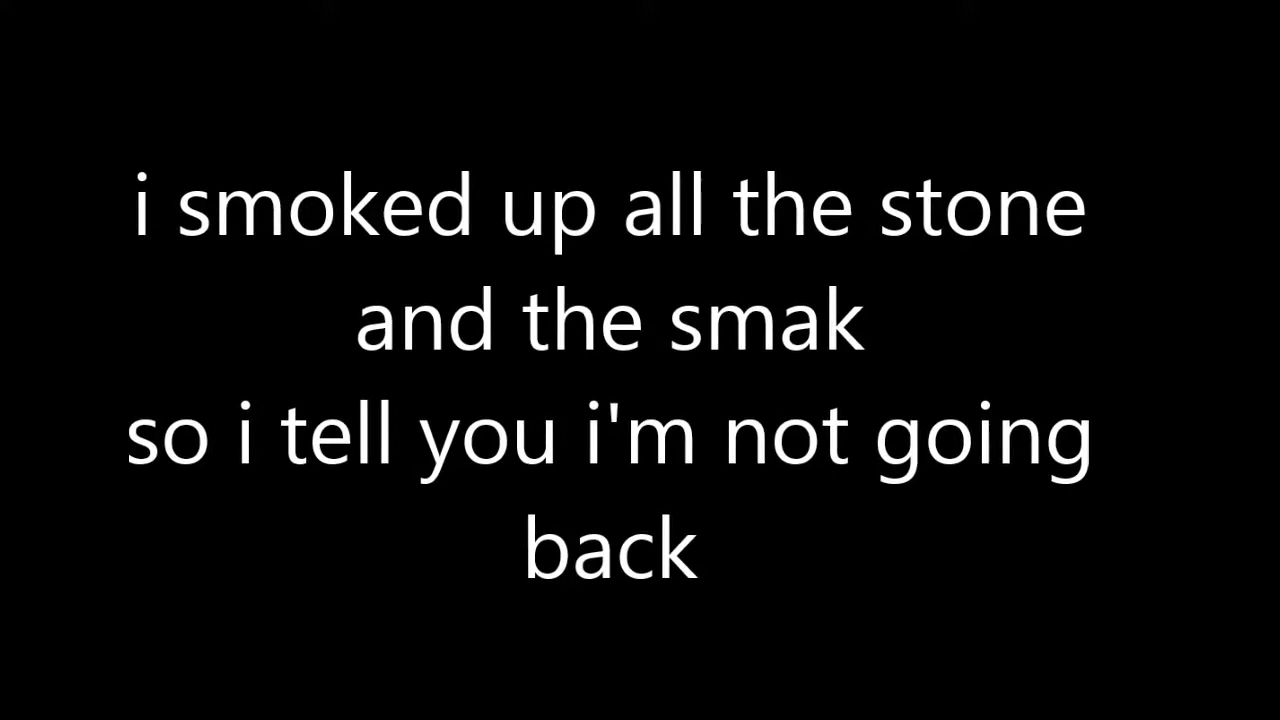 i smoked up all the stone
and the smak
so i tell you i'm not going
back